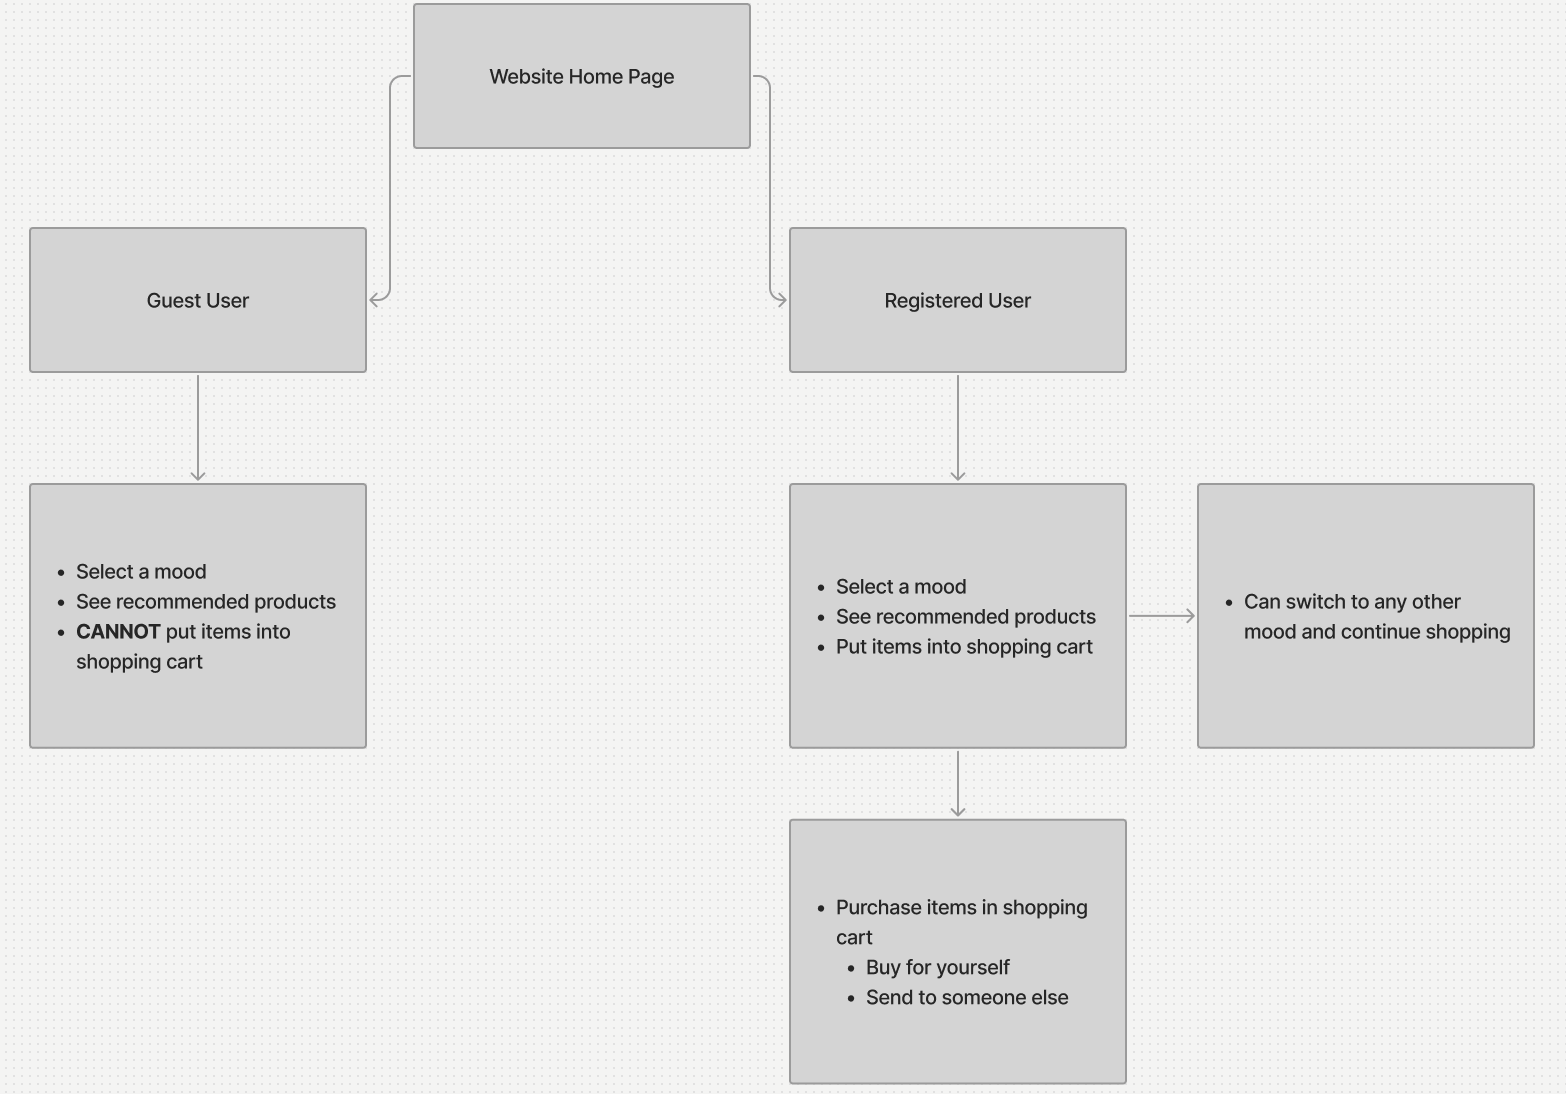 Website Home Page
Guest User
Registered User
• Select a mood
• See recommended products
• CANNOT put items into
shopping cart
• Select a mood
• See recommended products
• Put items into shopping cart
• Can switch to any other
mood and continue shopping
• Purchase items in shopping
cart
• Buy for yourself
• Send to someone else